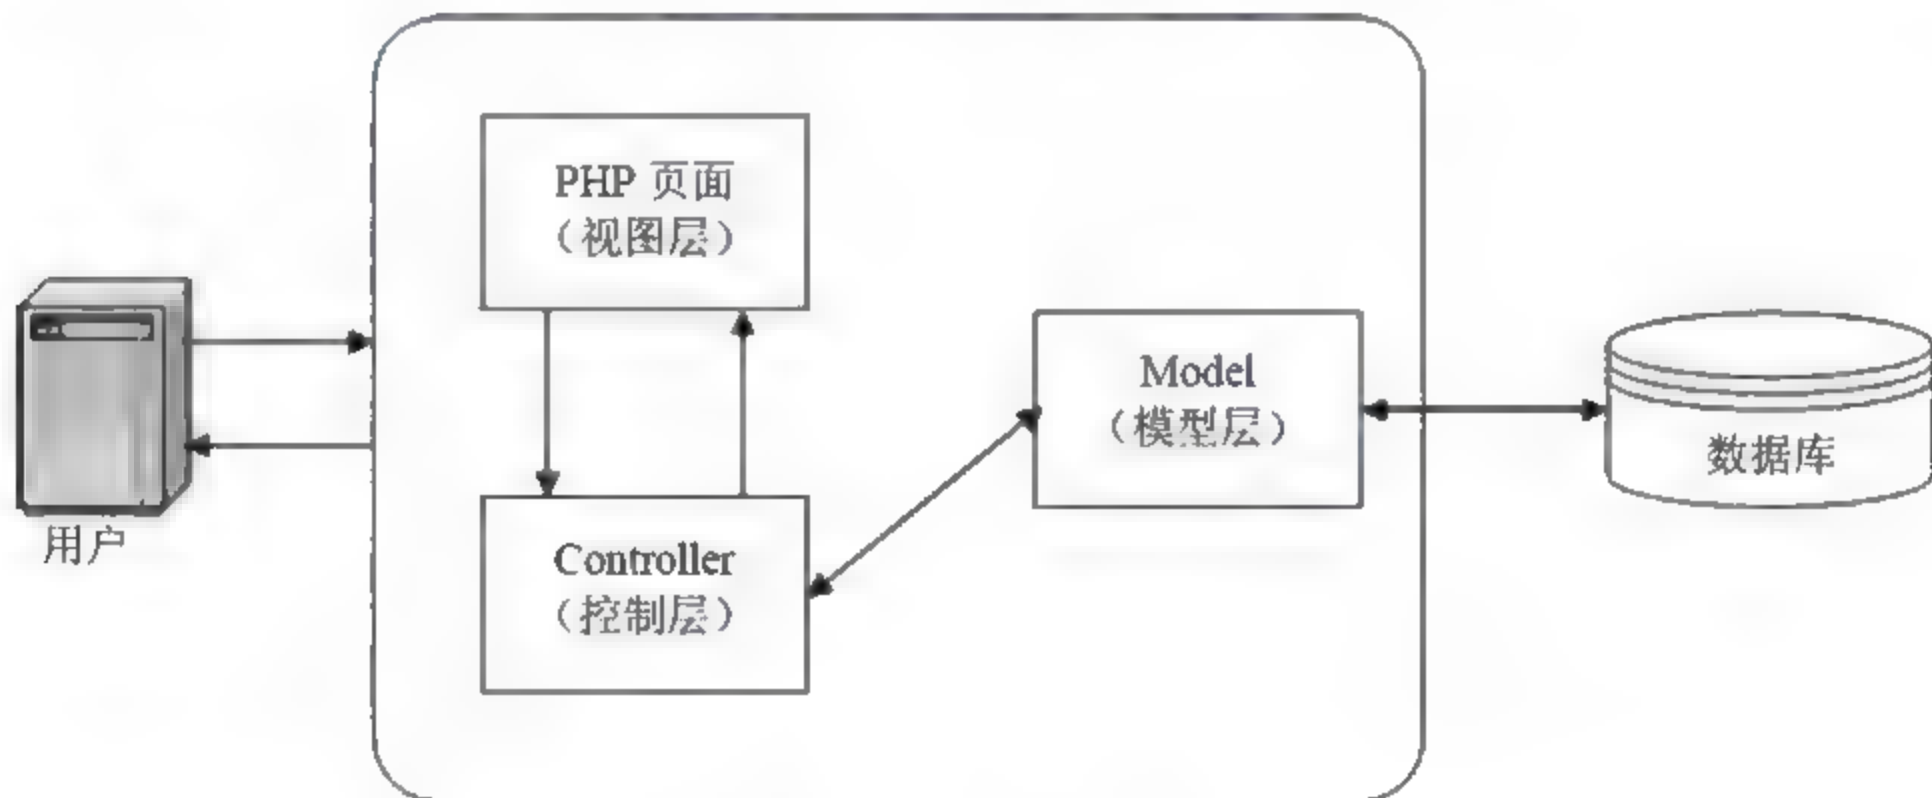 PHP 页面
（视图层）
Model
（模型层）
数据库
用户
Controller
（控制层）